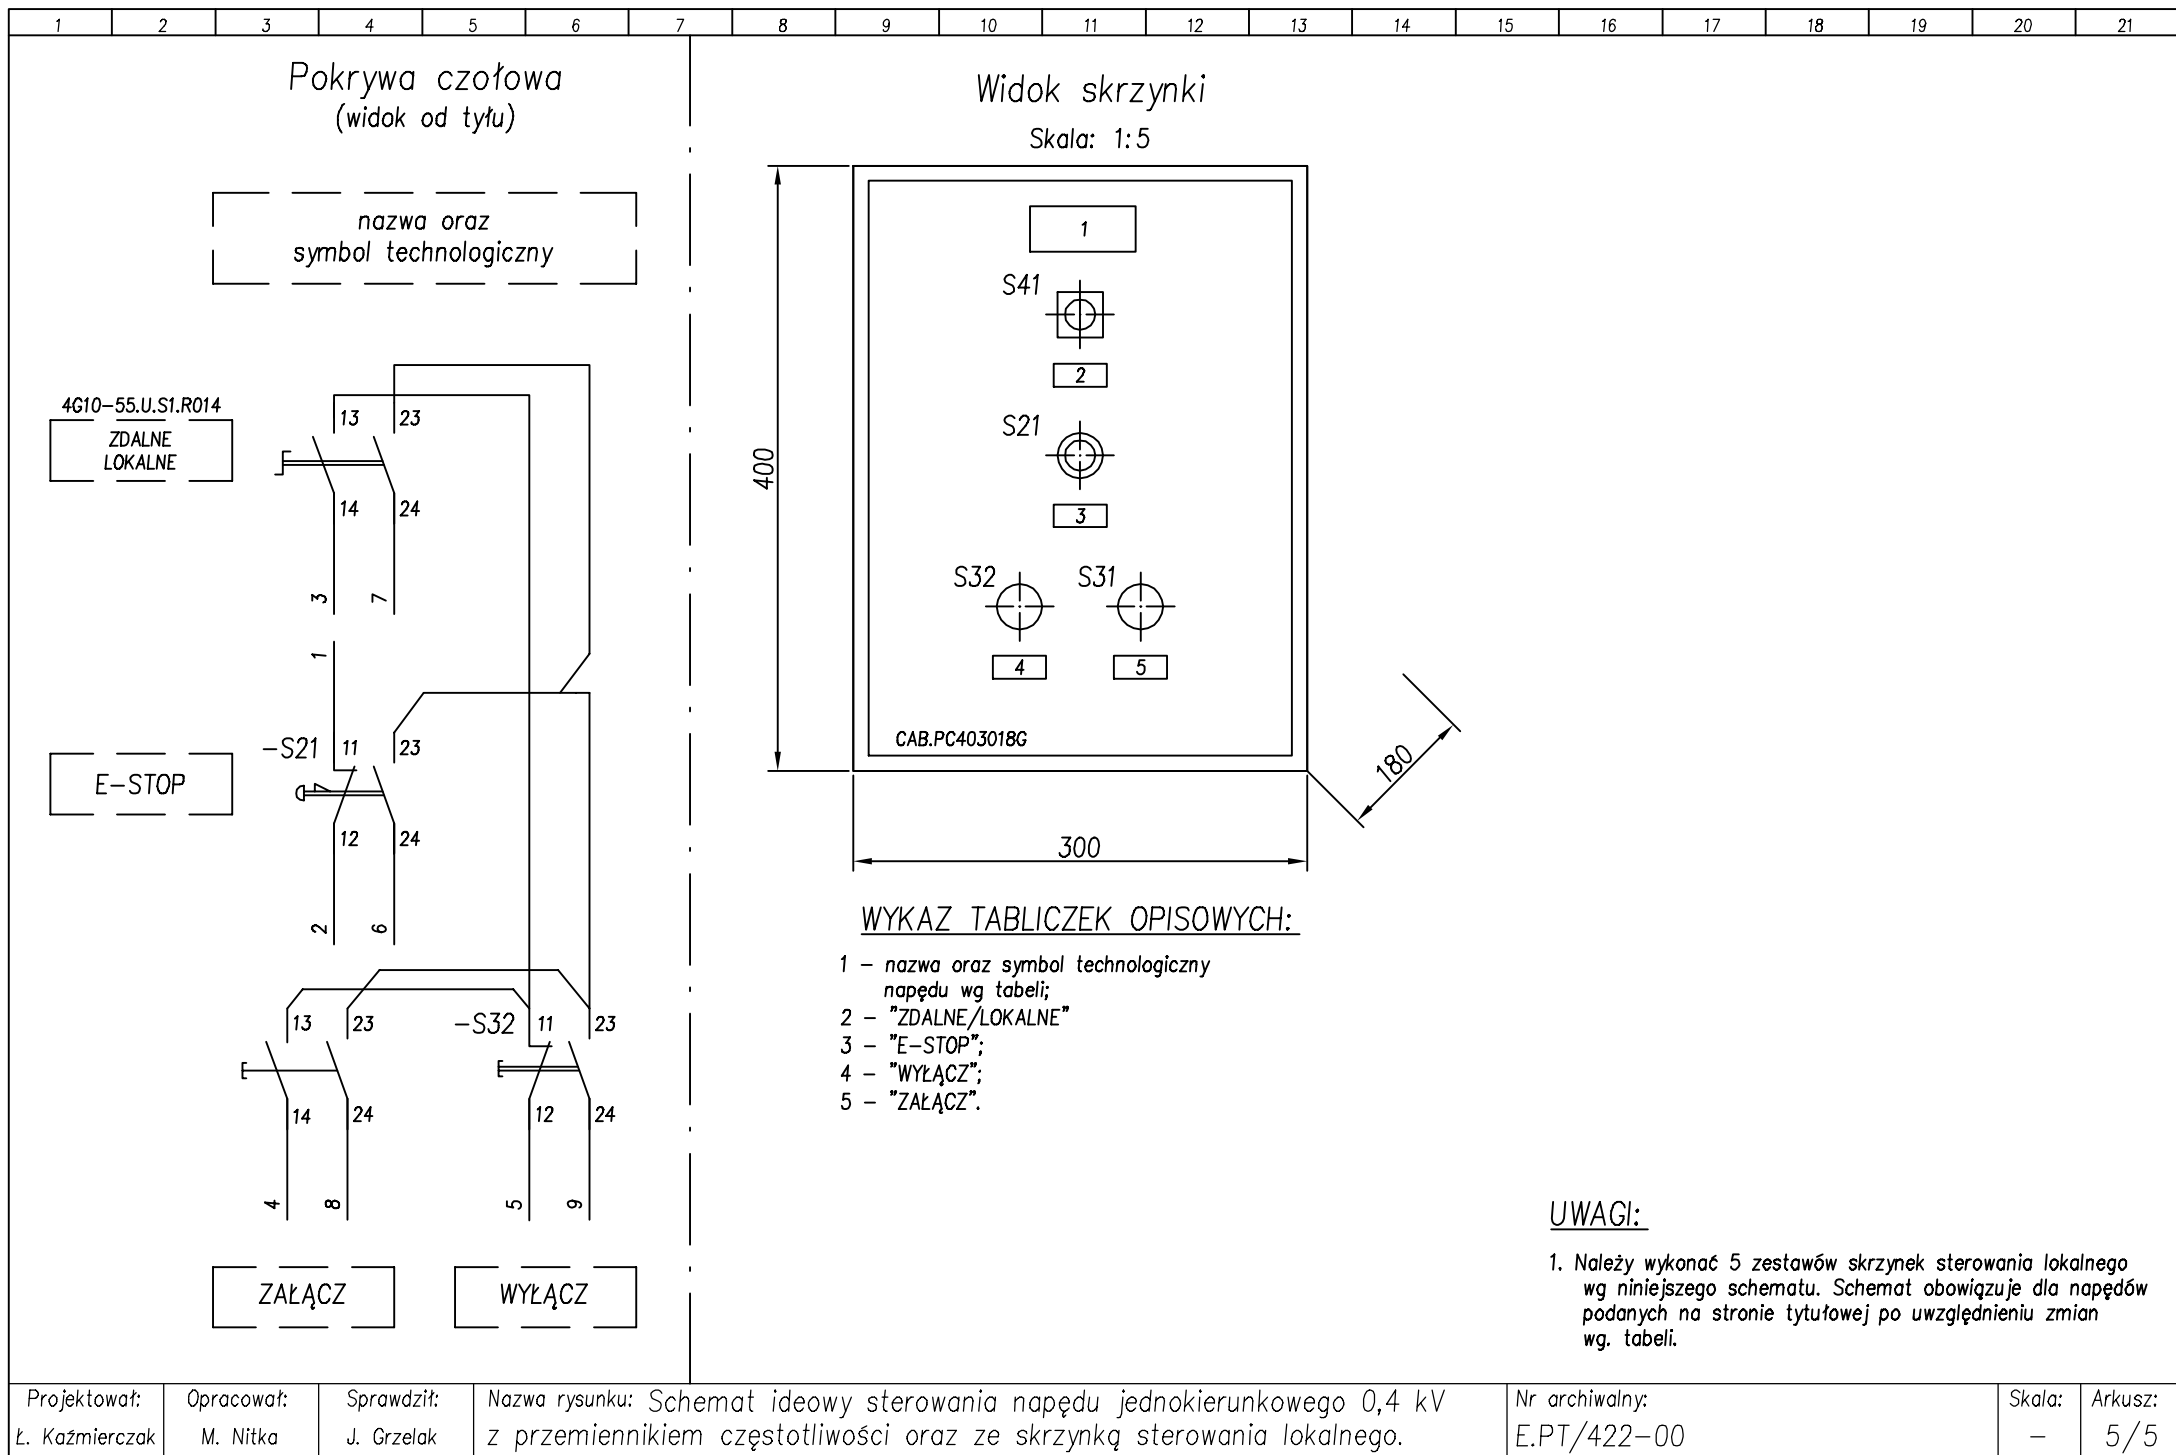 1 2 3 4 5 6 7 8 9 10 11 12 13 14 15 16 17 18 19 20 21
Pokrywa czołowa
(widok od tyłu)
nazwa oraz
symbol technologiczny
4G10-55.U.S1.R014
ZDALNE
LOKALNE
13 23
14 24
3 7
1
-S21 11 23
E-STOP
12 24
2 6
13 23 -S32 11 23
14 24 12 24
4 8 5 9
ZAŁĄCZ WYŁĄCZ
Widok skrzynki
Skala: 1:5
1
S41
2
S21
3
S32 S31
4 5
CAB.PC403018G
400
300
180
WYKAZ TABLICZEK OPISOWYCH:
1 - nazwa oraz symbol technologiczny
napędu wg tabeli;
2 - "ZDALNE/LOKALNE"
3 - "E-STOP";
4 - "WYŁĄCZ";
5 - "ZAŁĄCZ".
UWAGI:
1. Należy wykonać 5 zestawów skrzynek sterowania lokalnego
wg niniejszego schematu. Schemat obowiązuje dla napędów
podanych na stronie tytułowej po uwzględnieniu zmian
wg. tabeli.
Projektował:
Ł. Kaźmierczak
Opracował:
M. Nitka
Sprawdził:
J. Grzelak
Nazwa rysunku: Schemat ideowy sterowania napędu jednokierunkowego 0,4 kV
z przemiennikiem częstotliwości oraz ze skrzynką sterowania lokalnego.
Nr archiwalny:
E.PT/422-00
Skala:
-
Arkusz:
5/5